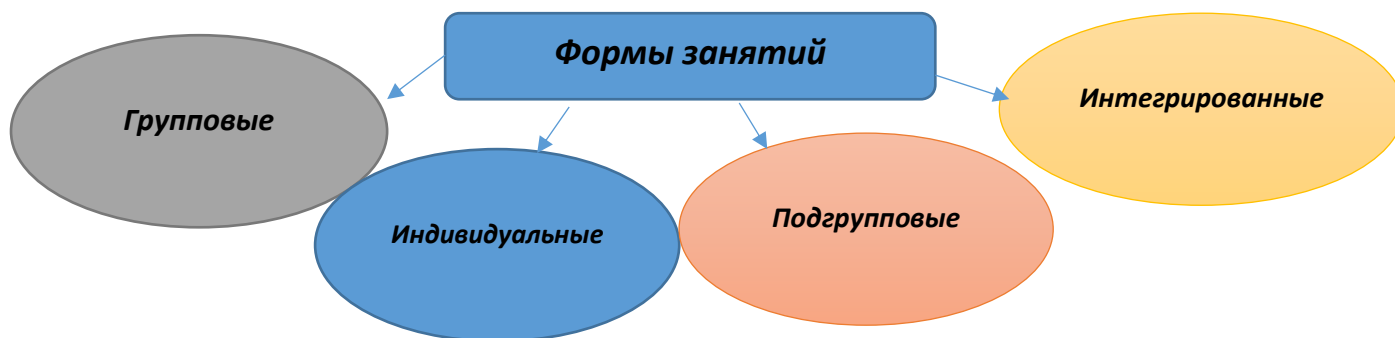 Формы занятий
Групповые
Интегрированные
Индивидуальные
Подгрупповые